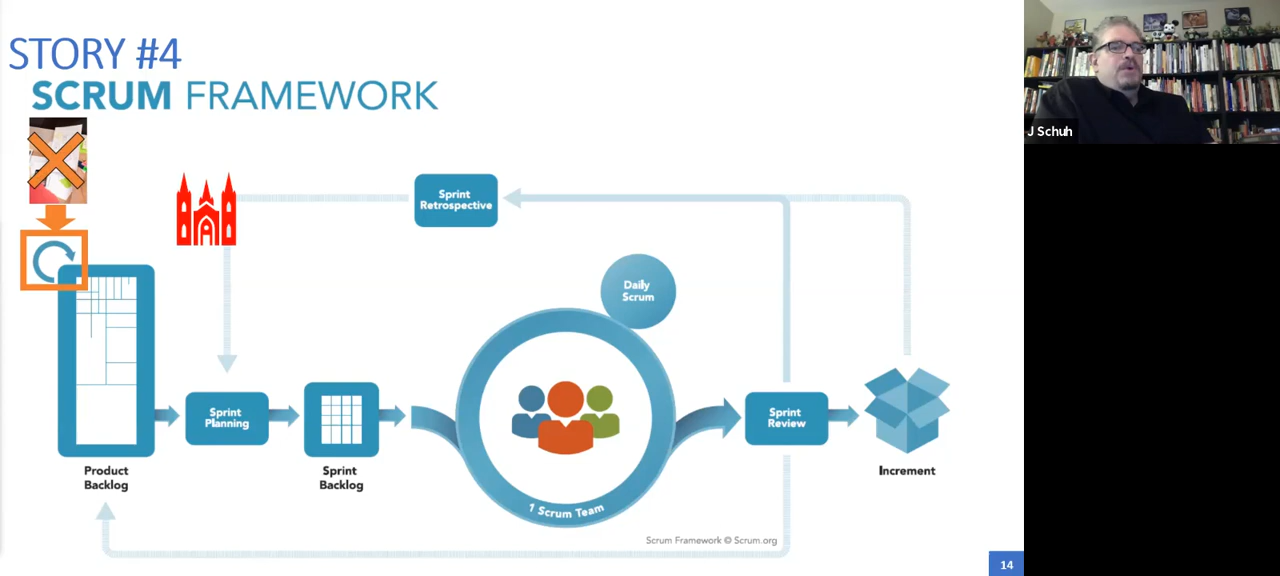 STORY #4
SCRUM FRAMEWORK
J Schuh
Sprint
Retrospective
Daily
Scrum
Sprint
Planning
Sprint
Review
Product
Backlog
Sprint
Backlog
1 Scrum Team
Increment
Scrum Framework © Scrum.org
14